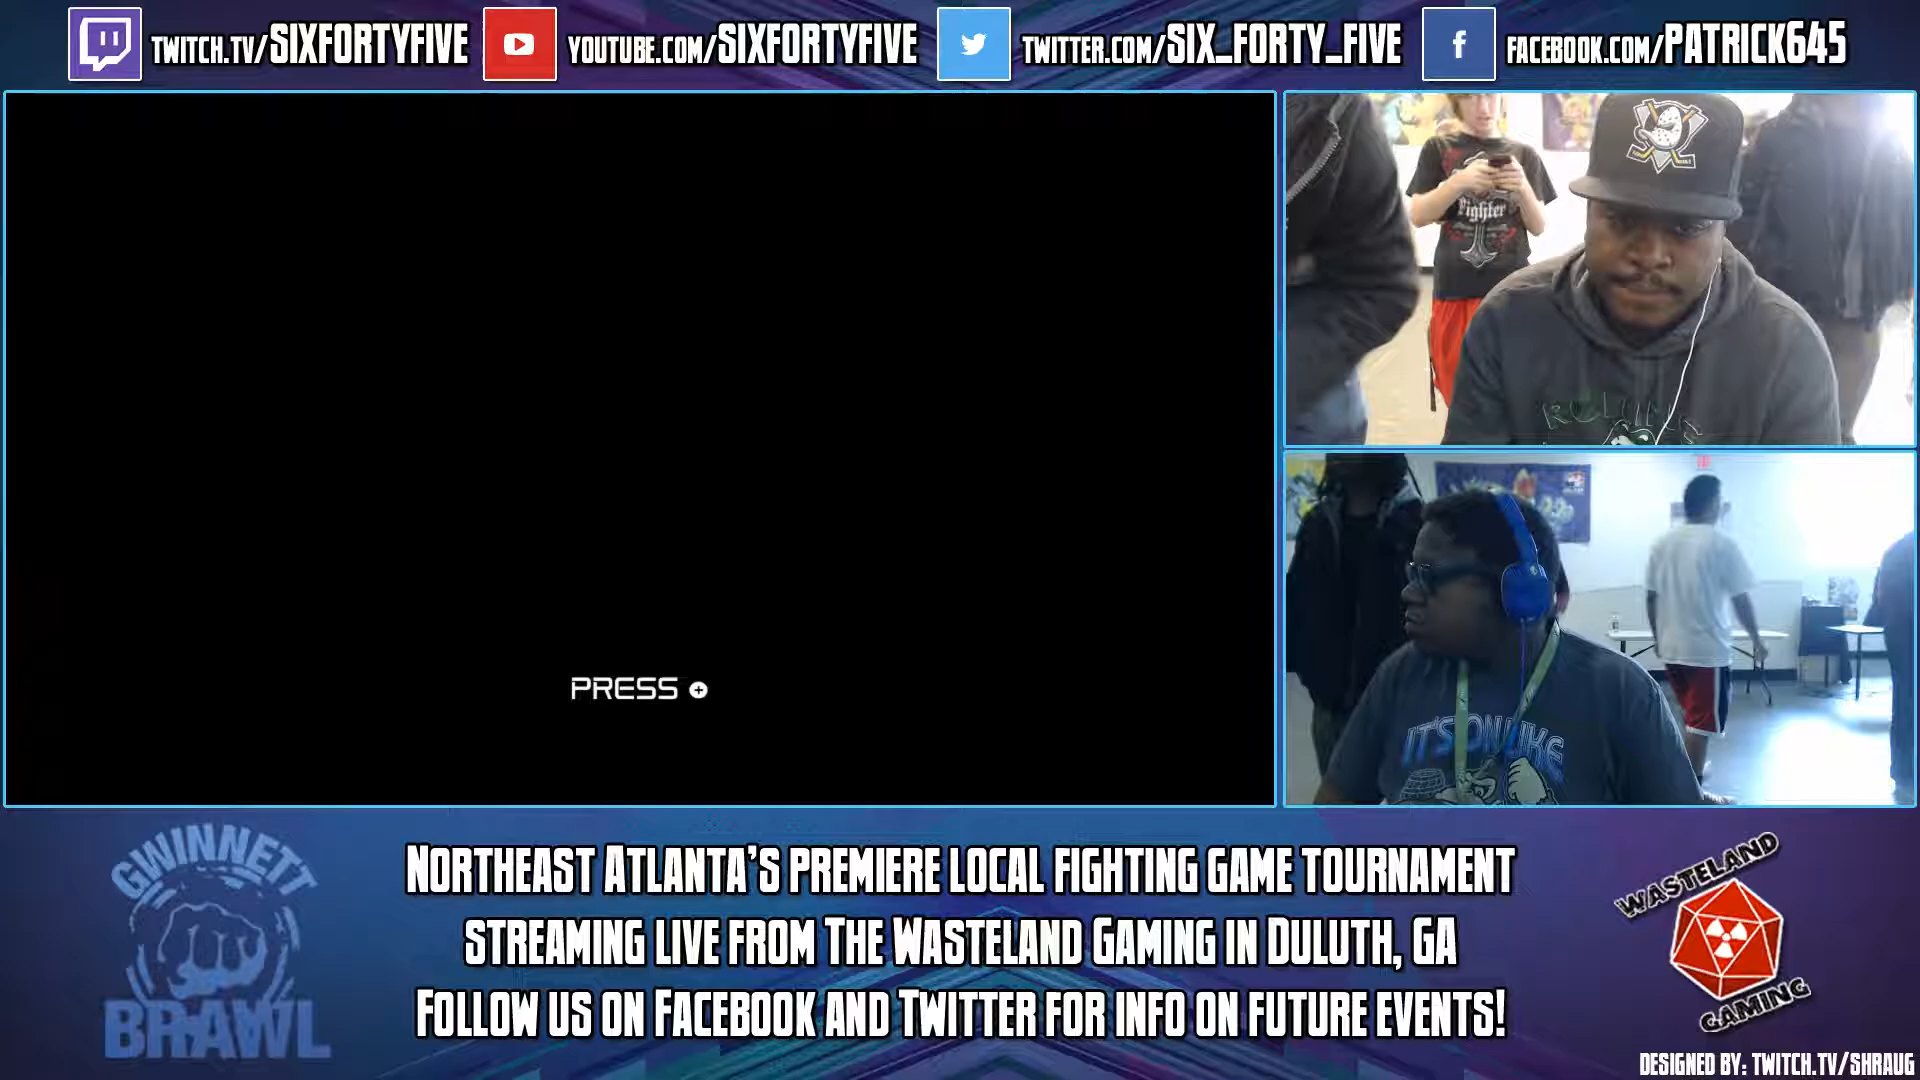 TWITCH.TV/SIXFORTYFIVE
YOUTUBE.COM/SIXFORTYFIVE
TWITTER.COM/SIX_FORTY_FIVE
FACEBOOK.COM/PATRICK645
Fighter
PRESS
IT'S ON LIKE
GWINNETT
BRAWL
NORTHEAST ATLANTA'S PREMIERE LOCAL FIGHTING GAME TOURNAMENT
STREAMING LIVE FROM THE WASTELAND GAMING IN DULUTH, GA
FOLLOW US ON FACEBOOK AND TWITTER FOR INFO ON FUTURE EVENTS!
WASTELAND
GAMING
DESIGNED BY: TWITCH.TV/SHRAUG